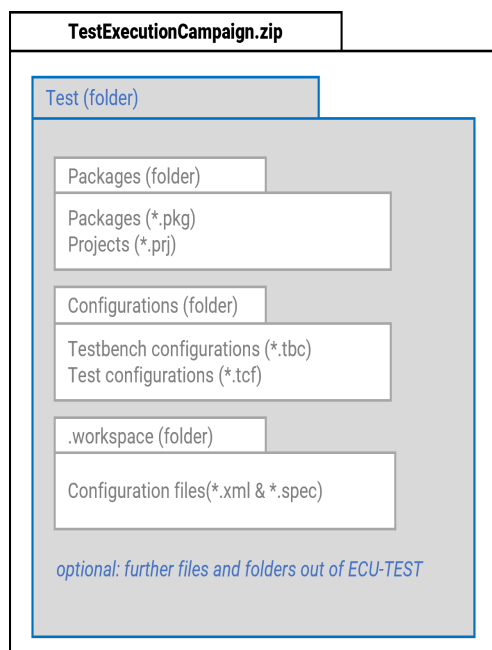 TestExecutionCampaign.zip
Test (folder)
Packages (folder)
Packages (*.pkg)
Projects (*.prj)
Configurations (folder)
Testbench configurations (*.tbc)
Test configurations (*.tcf)
.workspace (folder)
Configuration files(*.xml & *.spec)
optional: further files and folders out of ECU-TEST